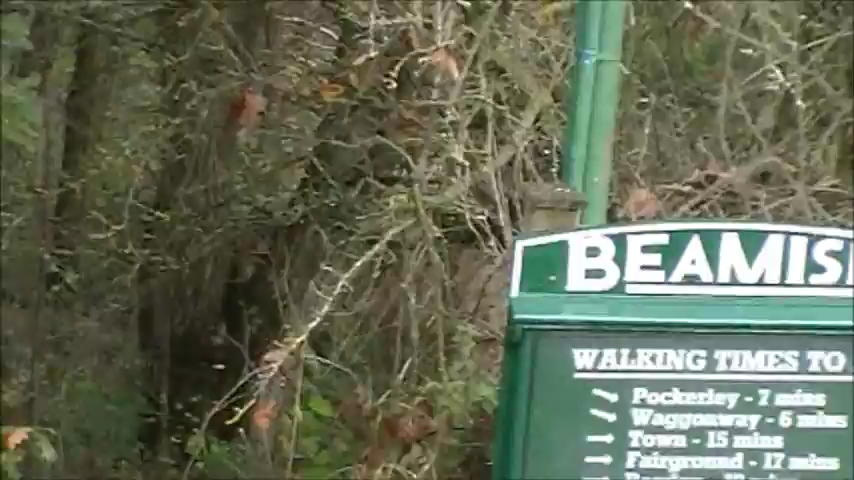 BEAMIS
WALKING TIMES TO
Pockerley - 7 mins
Waggonway - 6 mins
Town - 15 mins
Fairground - 17 mins